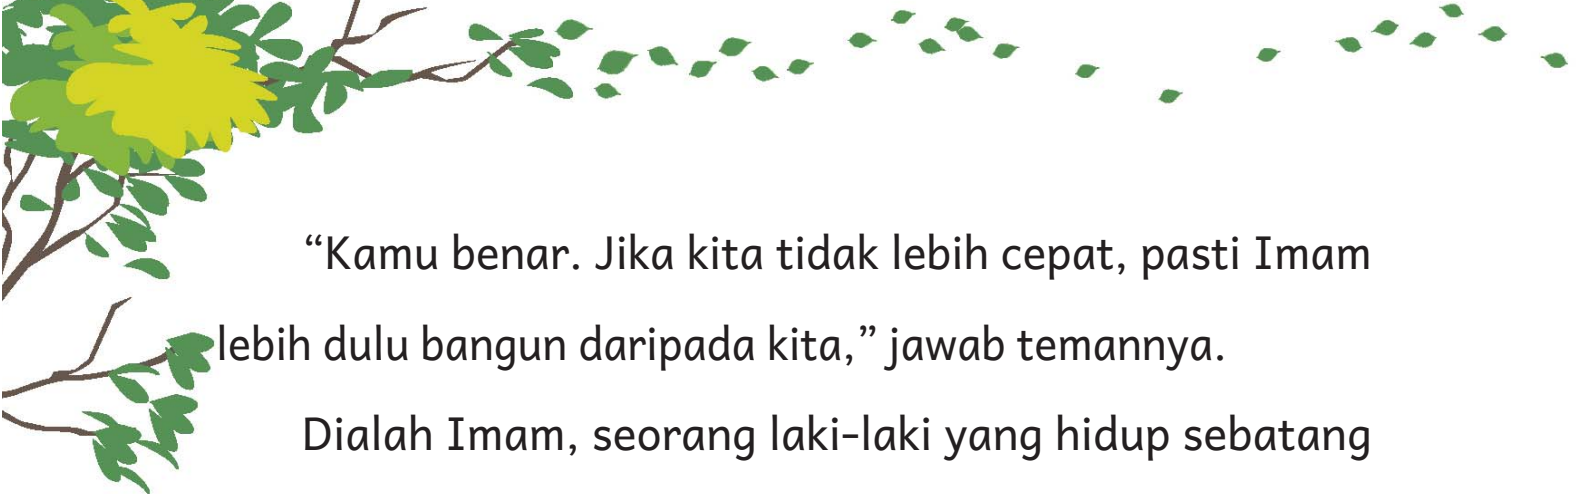 “Kamu benar. Jika kita tidak lebih cepat, pasti Imam
lebih dulu bangun daripada kita,” jawab temannya.
Dialah Imam, seorang laki-laki yang hidup sebatang